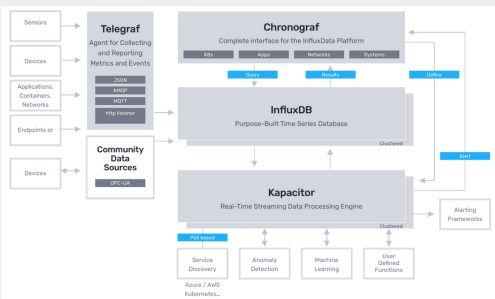 Sensors
Devices
Applications,
Containers,
Networks
Endpoints or
Devices
Telegraf
Agent for Collecting
and Reporting
Metrics and Events
JSON
AMQP
MQTT
http listener
Community
Data
Sources
OPC-UA
Chronograf
Complete interface for the InfluxData Platform
K8s
Apps
Networks
Systems
Query
Results
Define
InfluxDB
Purpose-Built Time Series Database
Clustered
Alert
Kapacitor
Real-Time Streaming Data Processing Engine
Clustered
Alerting
Frameworks
Pull based
Service
Discovery
Anomaly
Detection
Machine
Learning
User
Defined
Functions
Azure / AWS
Kubernetes...